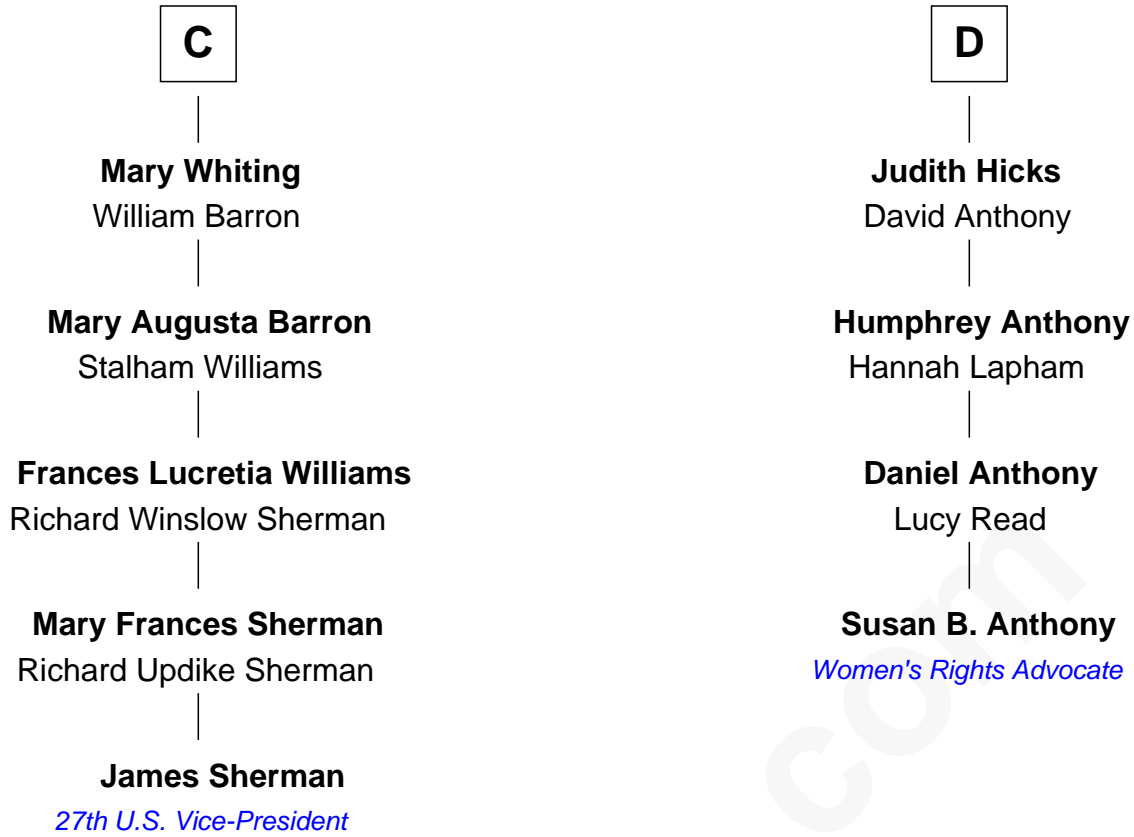 C
Mary Whiting
William Barron
Mary Augusta Barron
Stalham Williams
Frances Lucretia Williams
Richard Winslow Sherman
Mary Frances Sherman
Richard Updike Sherman
James Sherman
27th U.S. Vice-President
D
Judith Hicks
David Anthony
Humphrey Anthony
Hannah Lapham
Daniel Anthony
Lucy Read
Susan B. Anthony
Women's Rights Advocate
com